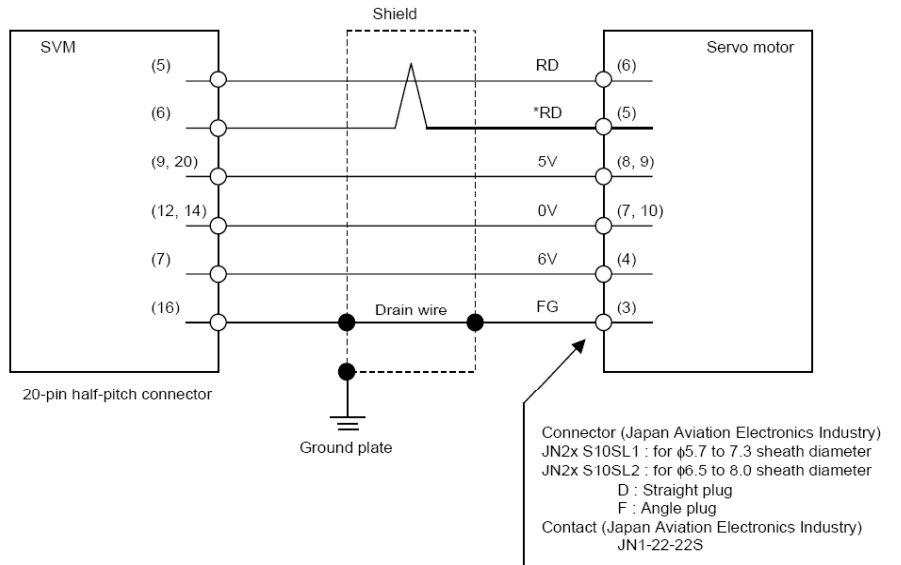 Shield
SVM
Servo motor
(5) RD (6)
(6) *RD (5)
(9, 20) 5V (8, 9)
(12, 14) 0V (7, 10)
(7) 6V (4)
(16) Drain wire FG (3)
20-pin half-pitch connector
Ground plate
Connector (Japan Aviation Electronics Industry)
JN2x S10SL1 : for ϕ5.7 to 7.3 sheath diameter
JN2x S10SL2 : for ϕ6.5 to 8.0 sheath diameter
D : Straight plug
F : Angle plug
Contact (Japan Aviation Electronics Industry)
JN1-22-22S